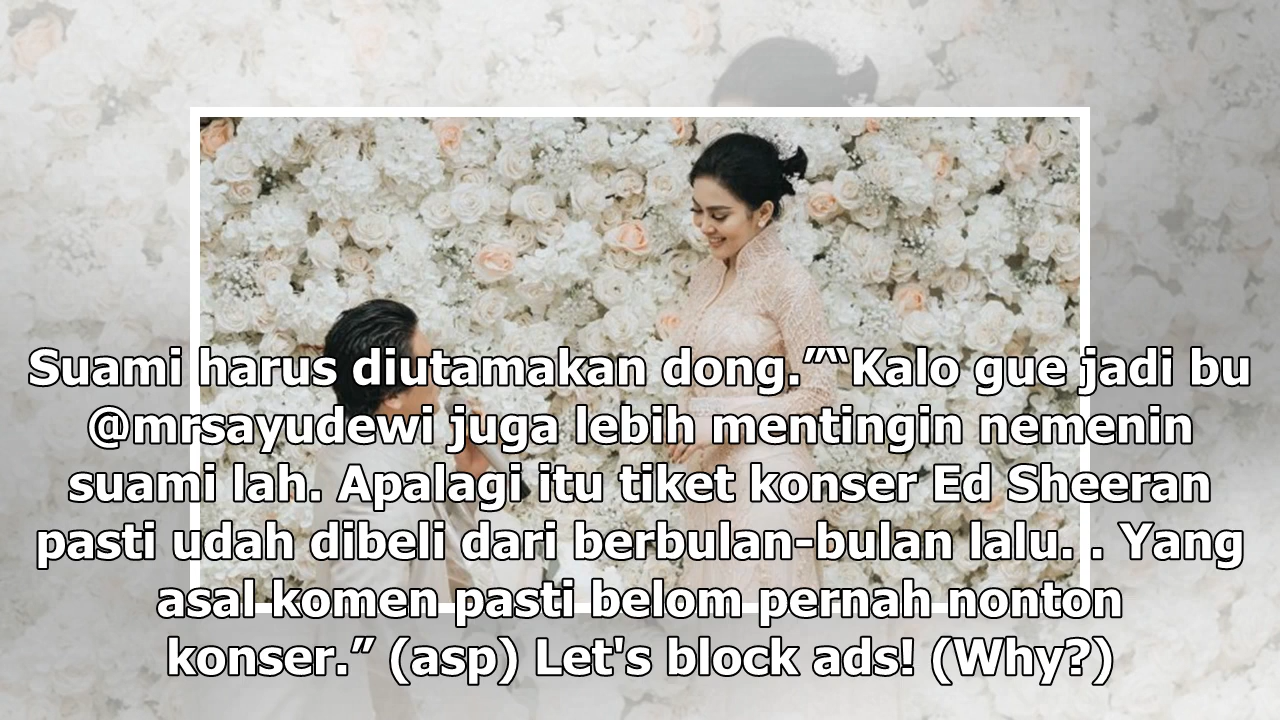 Suami harus diutamakan dong.”“Kalo gue jadi bu
@mrsayudewi juga lebih mentingin nemenin
suami lah. Apalagi itu tiket konser Ed Sheeran
pasti udah dibeli dari berbulan-bulan lalu. . Yang
asal komen pasti belom pernah nonton
konser.” (asp) Let's block ads! (Why?)